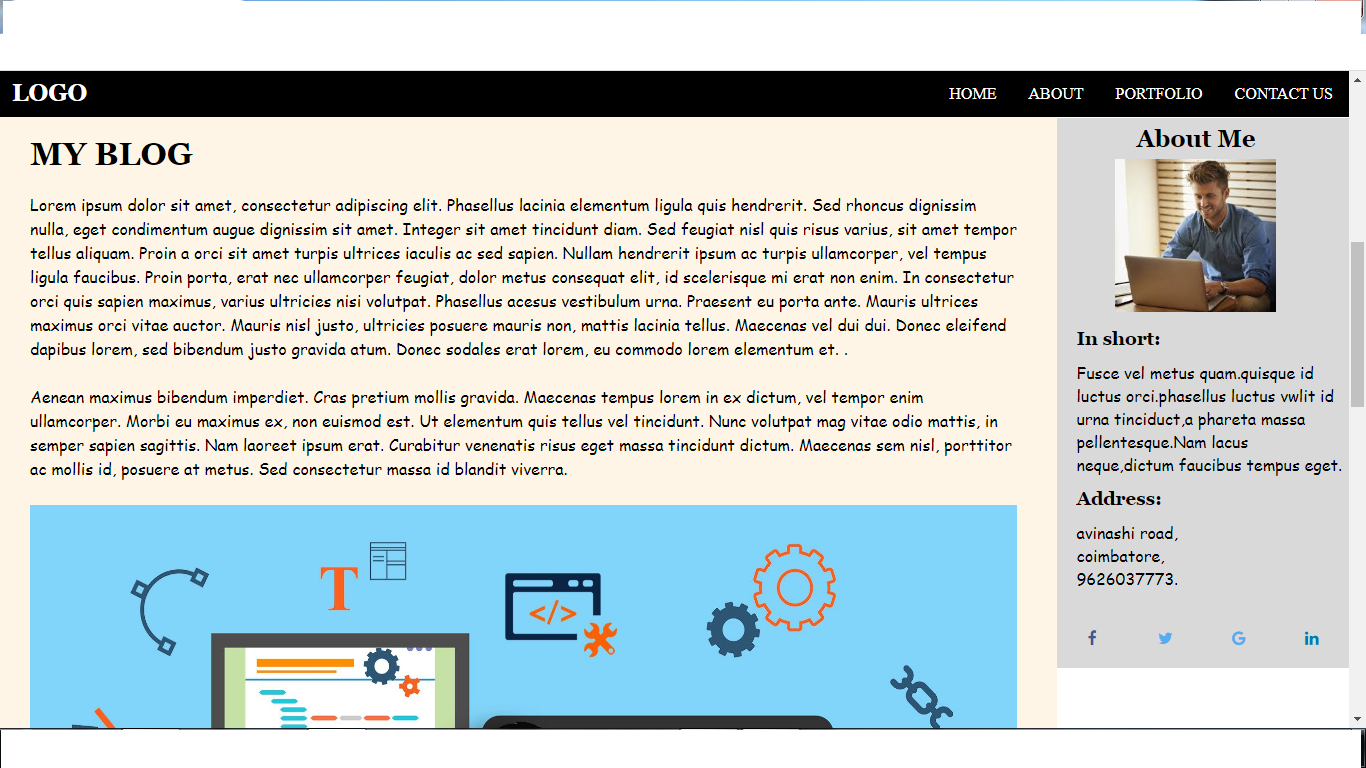 LOGO
HOME ABOUT PORTFOLIO CONTACT US
MY BLOG
Lorem ipsum dolor sit amet, consectetur adipiscing elit. Phasellus lacinia elementum ligula quis hendrerit. Sed rhoncus dignissim
nulla, eget condimentum augue dignissim sit amet. Integer sit amet tincidunt diam. Sed feugiat nisl quis risus varius, sit amet tempor
tellus aliquam. Proin a orci sit amet turpis ultrices iaculis ac sed sapien. Nullam hendrerit ipsum ac turpis ullamcorper, vel tempus
ligula faucibus. Proin porta, erat nec ullamcorper feugiat, dolor metus consequat elit, id scelerisque mi erat non enim. In consectetur
orci quis sapien maximus, varius ultricies nisi volutpat. Phasellus acesus vestibulum urna. Praesent eu porta ante. Mauris ultrices
maximus orci vitae auctor. Mauris nisl justo, ultricies posuere mauris non, mattis lacinia tellus. Maecenas vel dui dui. Donec eleifend
dapibus lorem, sed bibendum justo gravida atum. Donec sodales erat lorem, eu commodo lorem elementum et. .
Aenean maximus bibendum imperdiet. Cras pretium mollis gravida. Maecenas tempus lorem in ex dictum, vel tempor enim
ullamcorper. Morbi eu maximus ex, non euismod est. Ut elementum quis tellus vel tincidunt. Nunc volutpat mag vitae odio mattis, in
semper sapien sagittis. Nam laoreet ipsum erat. Curabitur venenatis risus eget massa tincidunt dictum. Maecenas sem nisl, porttitor
ac mollis id, posuere at metus. Sed consectetur massa id blandit viverra.
T
</>
About Me
In short:
Fusce vel metus quam.quisque id
luctus orci.phasellus luctus vwlit id
urna tinciduct,a phareta massa
pellentesque.Nam lacus
neque,dictum faucibus tempus eget.
Address:
avinashi road,
coimbatore,
9626037773.
f G in